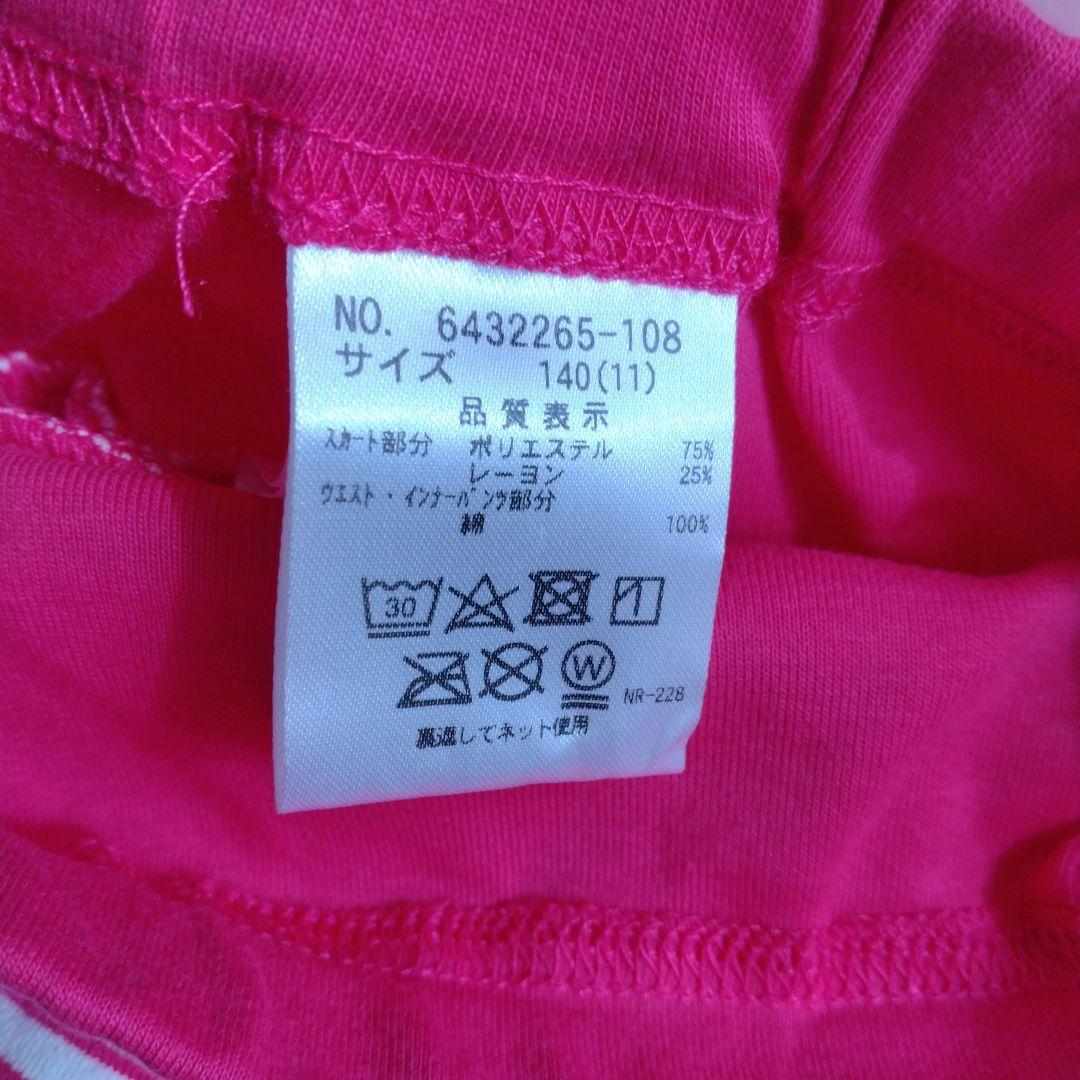 NO. 6432265-108
サイズ 140(11)
品質表示
スカート部分 ポリエステル 75%
レーヨン 25%
ウエスト・インナーパンツ部分
綿 100%
30
W
NR-228
裏返してネット使用